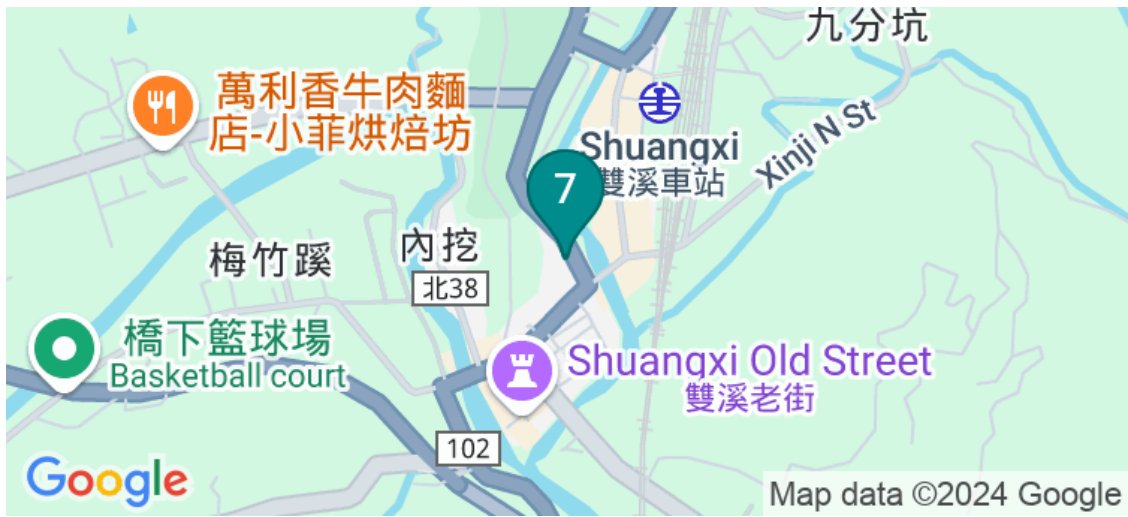 九分坑
萬利香牛肉麵
店-小菲烘焙坊
Shuangxi
雙溪車站
Xinji N St
7
內挖
梅竹蹊
北38
橋下籃球場
Basketball court
Shuangxi Old Street
雙溪老街
102
Google
Map data ©2024 Google